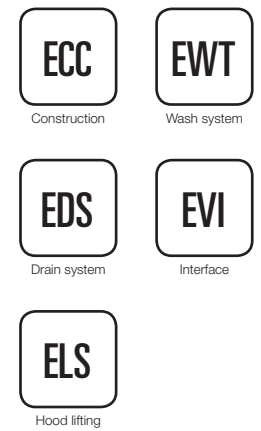 ECC
Construction
EWT
Wash system
EDS
Drain system
EVI
Interface
ELS
Hood lifting